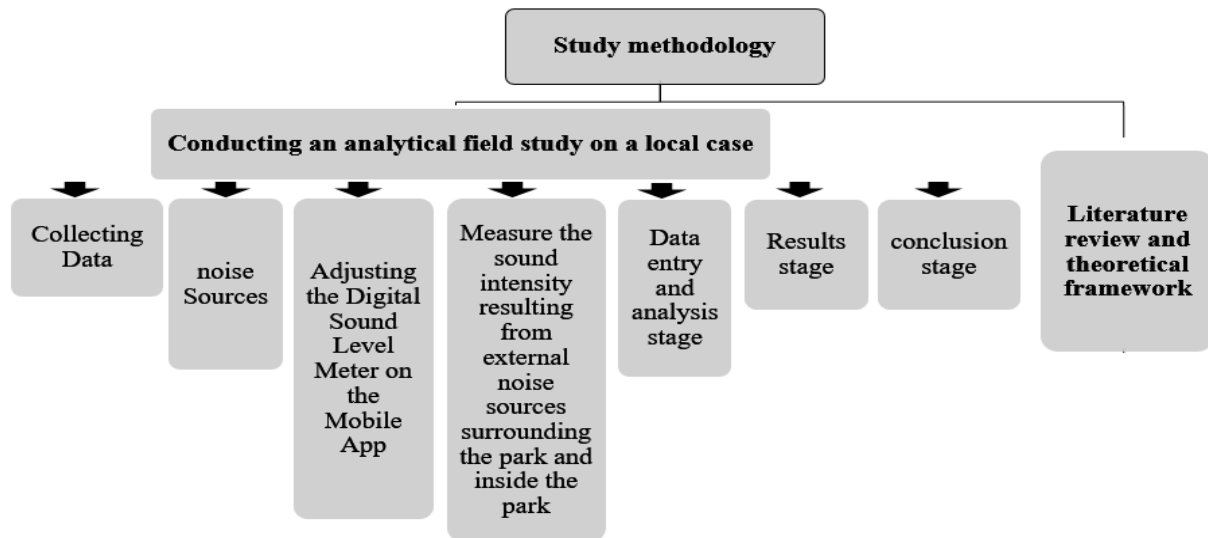 Study methodology
Conducting an analytical field study on a local case
Collecting
Data
noise
Sources
Adjusting
the Digital
Sound
Level
Meter on
the
Mobile
App
Measure the
sound
intensity
resulting
from
external
noise
sources
surrounding
the park and
inside the
park
Data
entry
and
analysis
stage
Results
stage
conclusion
stage
Literature
review and
theoretical
framework